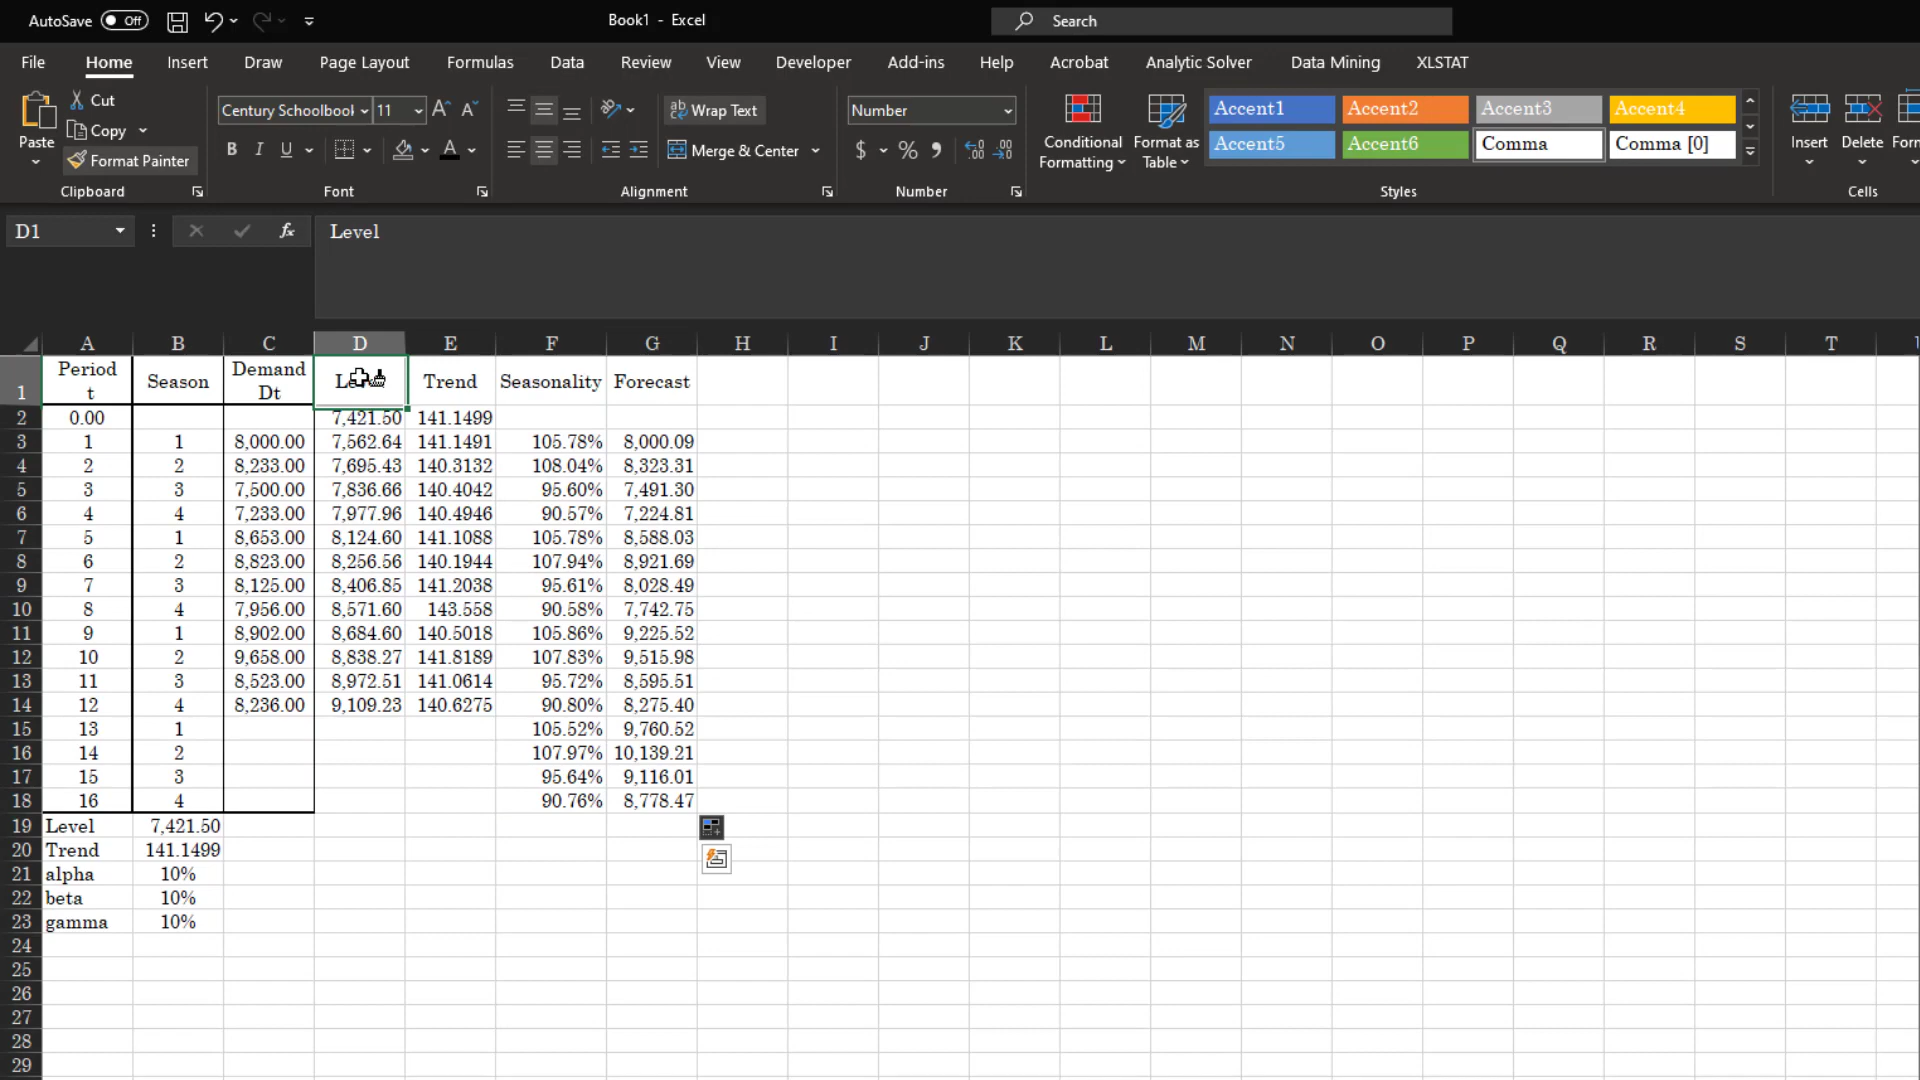 AutoSave Off Book1 - Excel Search
File Home Insert Draw Page Layout Formulas Data Review View Developer Add-ins Help Acrobat Analytic Solver Data Mining XLSTAT
Paste Cut Copy Format Painter
Century Schoolbook 11
B I U A
Wrap Text
Merge & Center
Number
$ % 9
Conditional Formatting Format as Table
Accent1 Accent2 Accent3 Accent4
Accent5 Accent6 Comma Comma [0]
Insert Delete
Clipboard Font Alignment Number Styles Cells
D1 fx Level
A B C D E F G H I J K L M N O P Q R S T
1 Period t Season Demand Dt Trend Seasonality Forecast
2 0.00 7,421.50 141.1499
3 1 1 8,000.00 7,562.64 141.1491 105.78% 8,000.09
4 2 2 8,233.00 7,695.43 140.3132 108.04% 8,323.31
5 3 3 7,500.00 7,836.66 140.4042 95.60% 7,491.30
6 4 4 7,233.00 7,977.96 140.4946 90.57% 7,224.81
7 5 1 8,653.00 8,124.60 141.1088 105.78% 8,588.03
8 6 2 8,823.00 8,256.56 140.1944 107.94% 8,921.69
9 7 3 8,125.00 8,406.85 141.2038 95.61% 8,028.49
10 8 4 7,956.00 8,571.60 143.558 90.58% 7,742.75
11 9 1 8,902.00 8,684.60 140.5018 105.86% 9,225.52
12 10 2 9,658.00 8,838.27 141.8189 107.83% 9,515.98
13 11 3 8,523.00 8,972.51 141.0614 95.72% 8,595.51
14 12 4 8,236.00 9,109.23 140.6275 90.80% 8,275.40
15 13 1 105.52% 9,760.52
16 14 2 107.97% 10,139.21
17 15 3 95.64% 9,116.01
18 16 4 90.76% 8,778.47
19 Level 7,421.50
20 Trend 141.1499
21 alpha 10%
22 beta 10%
23 gamma 10%
24
25
26
27
28
29